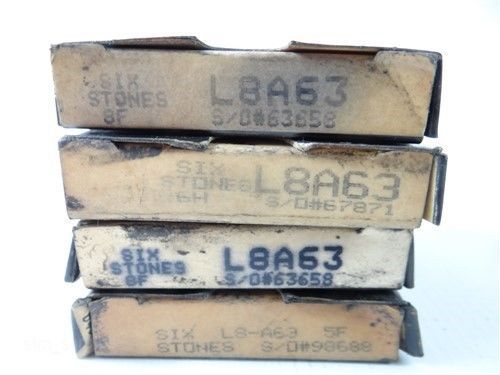 SIX L8A63
STONES
8F S/O#63658
SIX L8A63
STONES
6H S/O#67871
SIX L8A63
STONES
8F S/O#63658
SIX L8-A63 5F
STONES S/O#98688